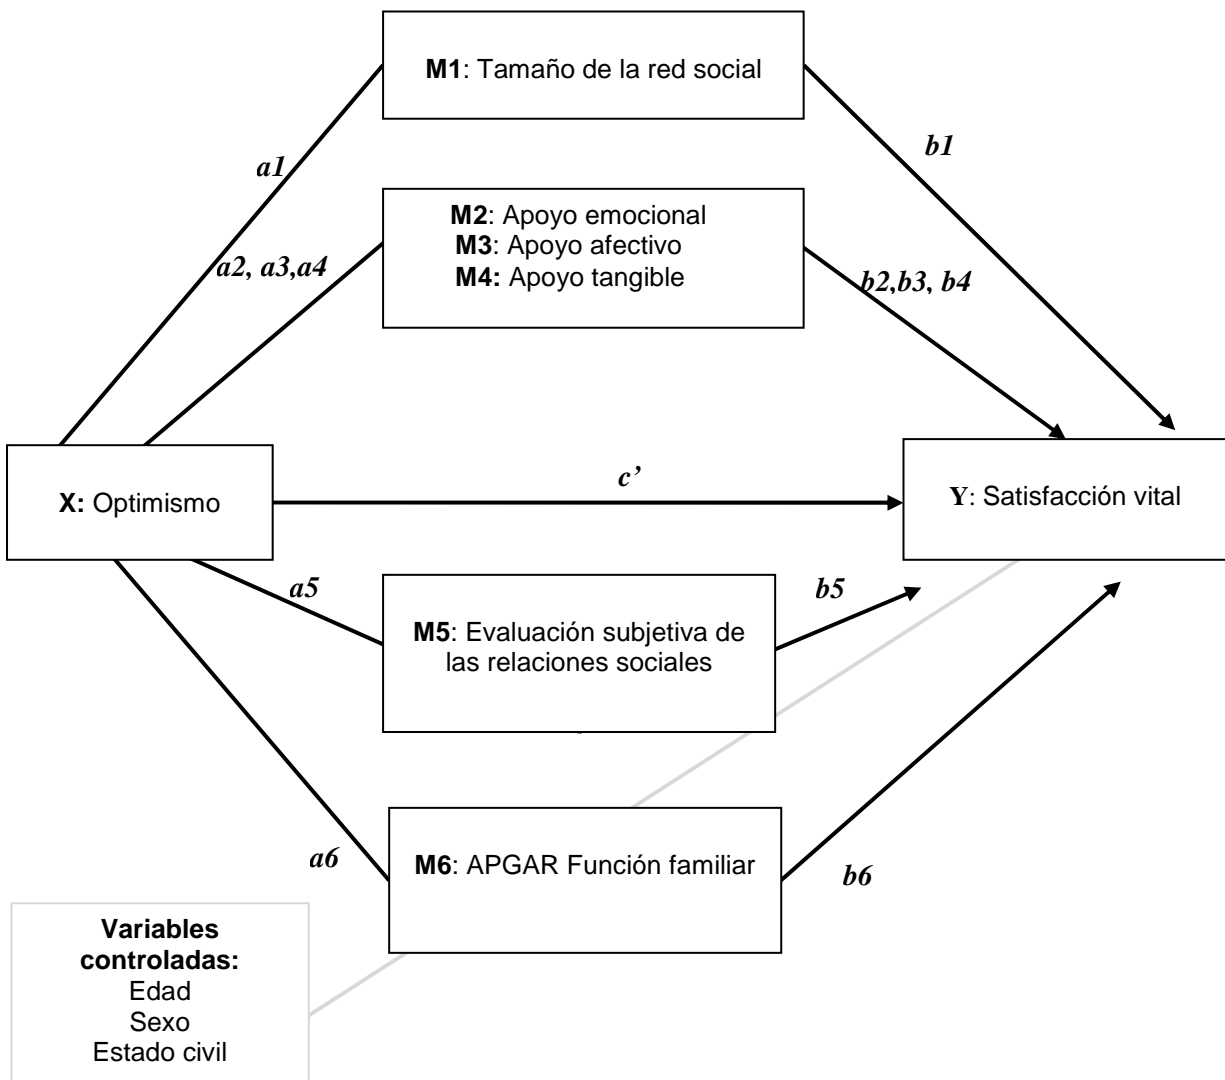 M1: Tamaño de la red social
b1
a1
M2: Apoyo emocional
M3: Apoyo afectivo
M4: Apoyo tangible
a2, a3,a4
b2,b3, b4
c’
X: Optimismo
Y: Satisfacción vital
a5
b5
M5: Evaluación subjetiva de
las relaciones sociales
a6
M6: APGAR Función familiar
b6
Variables
controladas:
Edad
Sexo
Estado civil